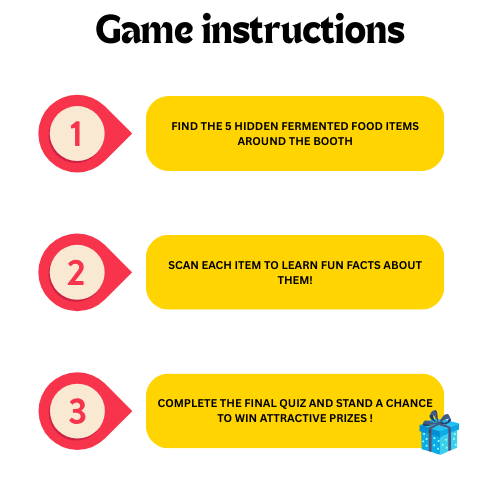 Game instructions
1
FIND THE 5 HIDDEN FERMENTED FOOD ITEMS
AROUND THE BOOTH
2
SCAN EACH ITEM TO LEARN FUN FACTS ABOUT
THEM!
3
COMPLETE THE FINAL QUIZ AND STAND A CHANCE
TO WIN ATTRACTIVE PRIZES !